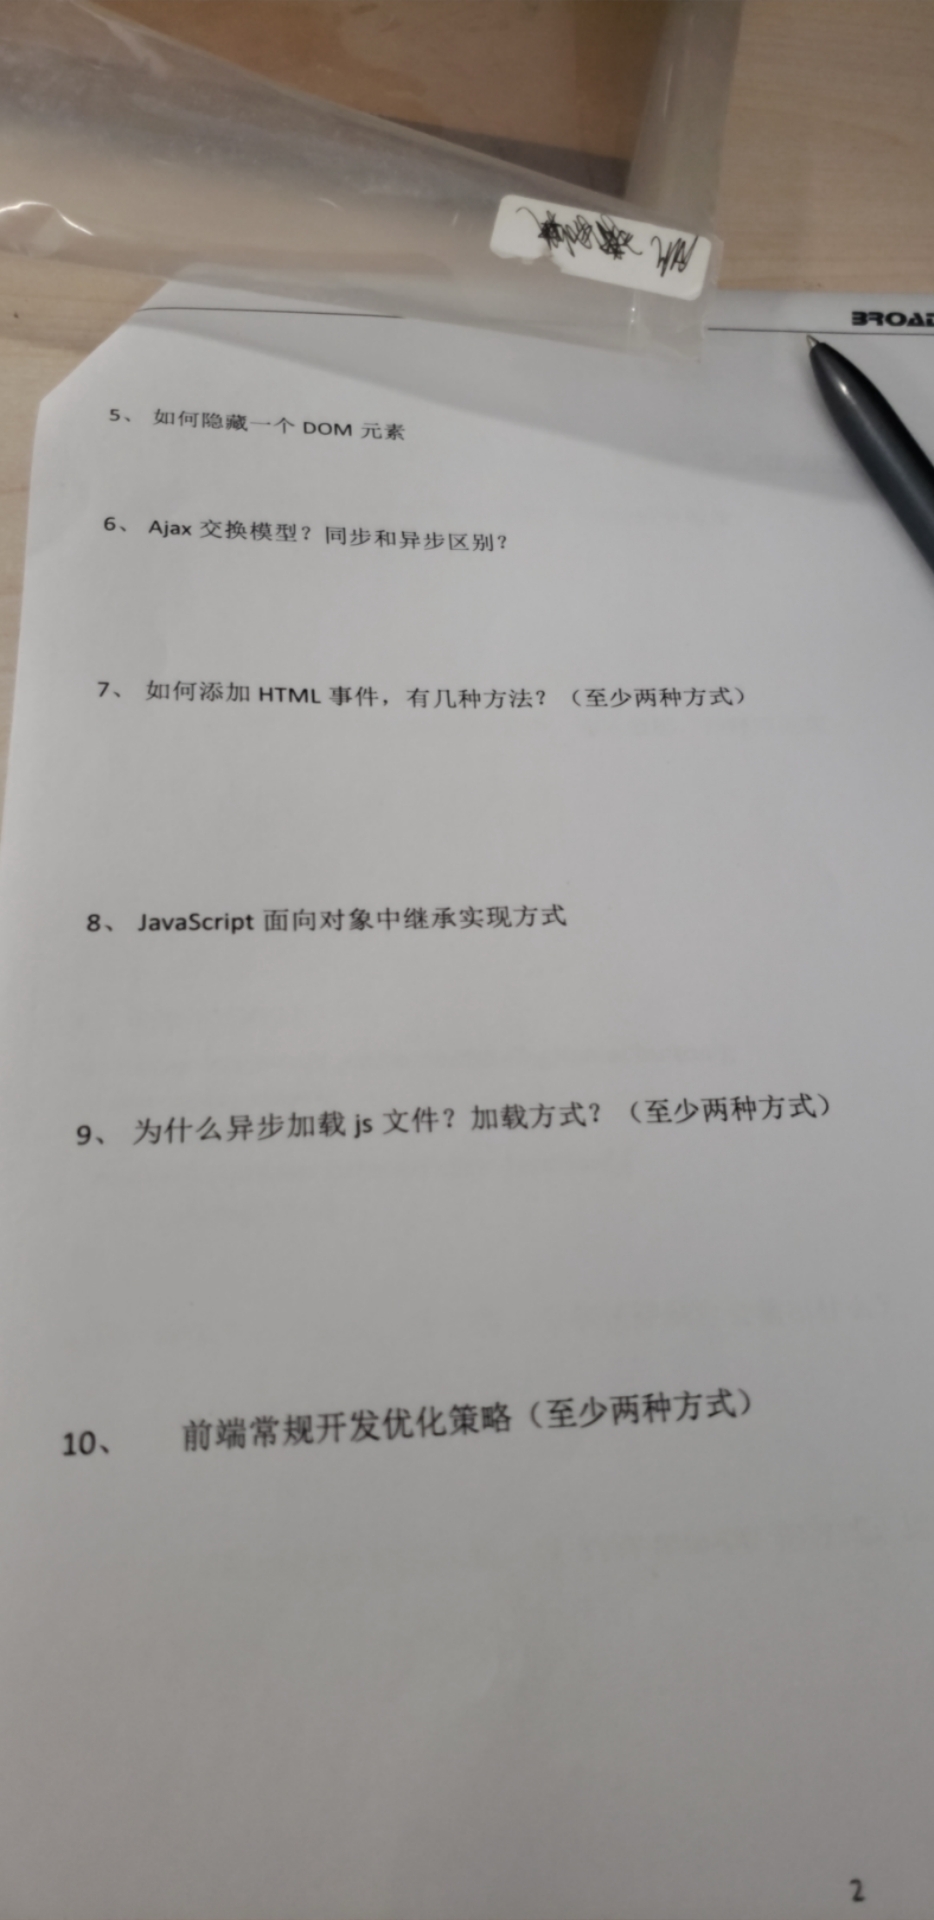 BROAD
5、 如何隐藏一个 DOM 元素
6、 Ajax 交换模型？同步和异步区别？
7、 如何添加 HTML 事件，有几种方法？（至少两种方式）
8、 JavaScript 面向对象中继承实现方式
9、 为什么异步加载 js 文件？加载方式？（至少两种方式）
10、 前端常规开发优化策略（至少两种方式）
2